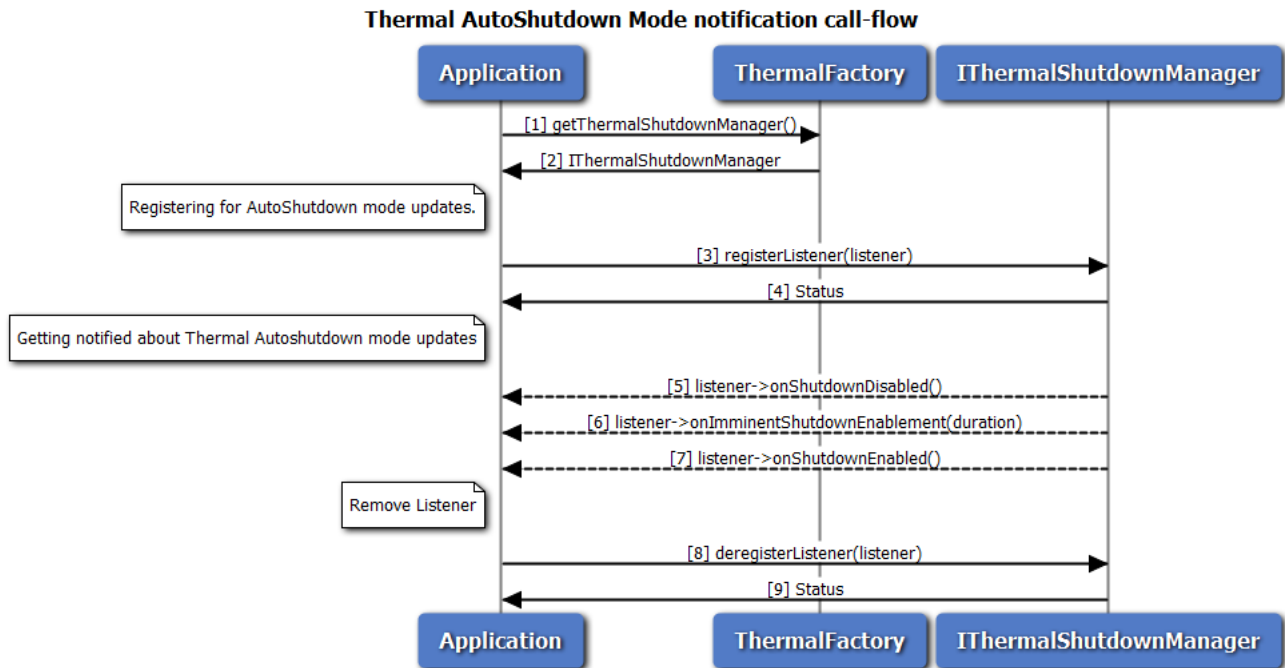 Thermal AutoShutdown Mode notification call-flow
Application
ThermalFactory
IThermalShutdownManager
[1] getThermalShutdownManager()
[2] IThermalShutdownManager
Registering for AutoShutdown mode updates.
[3] registerListener(listener)
[4] Status
Getting notified about Thermal Autoshutdown mode updates
[5] listener->onShutdownDisabled()
[6] listener->onImminentShutdownEnablement(duration)
[7] listener->onShutdownEnabled()
Remove Listener
[8] deregisterListener(listener)
[9] Status
Application
ThermalFactory
IThermalShutdownManager